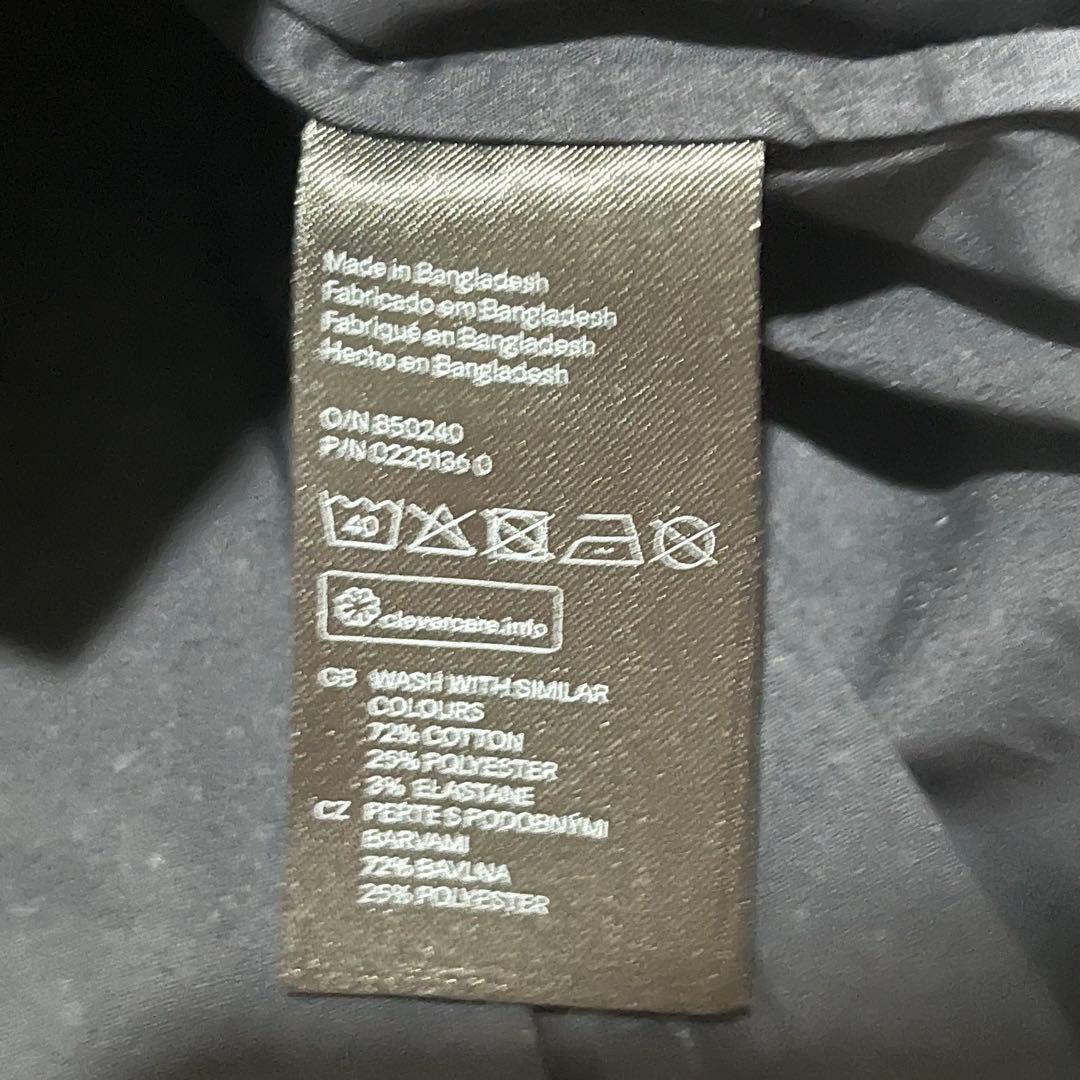 Made in Bangladesh
Fabricado em Bangladesh
Fabriqué en Bangladesh
Hecho en Bangladesh
O/N 850240
P/N 0228136 0
40
clevercare.info
GB WASH WITH SIMILAR
COLOURS
72% COTTON
25% POLYESTER
3% ELASTANE
CZ PERTE S PODOBNÝMI
BARVAMI
72% BAVLNA
25% POLYESTER